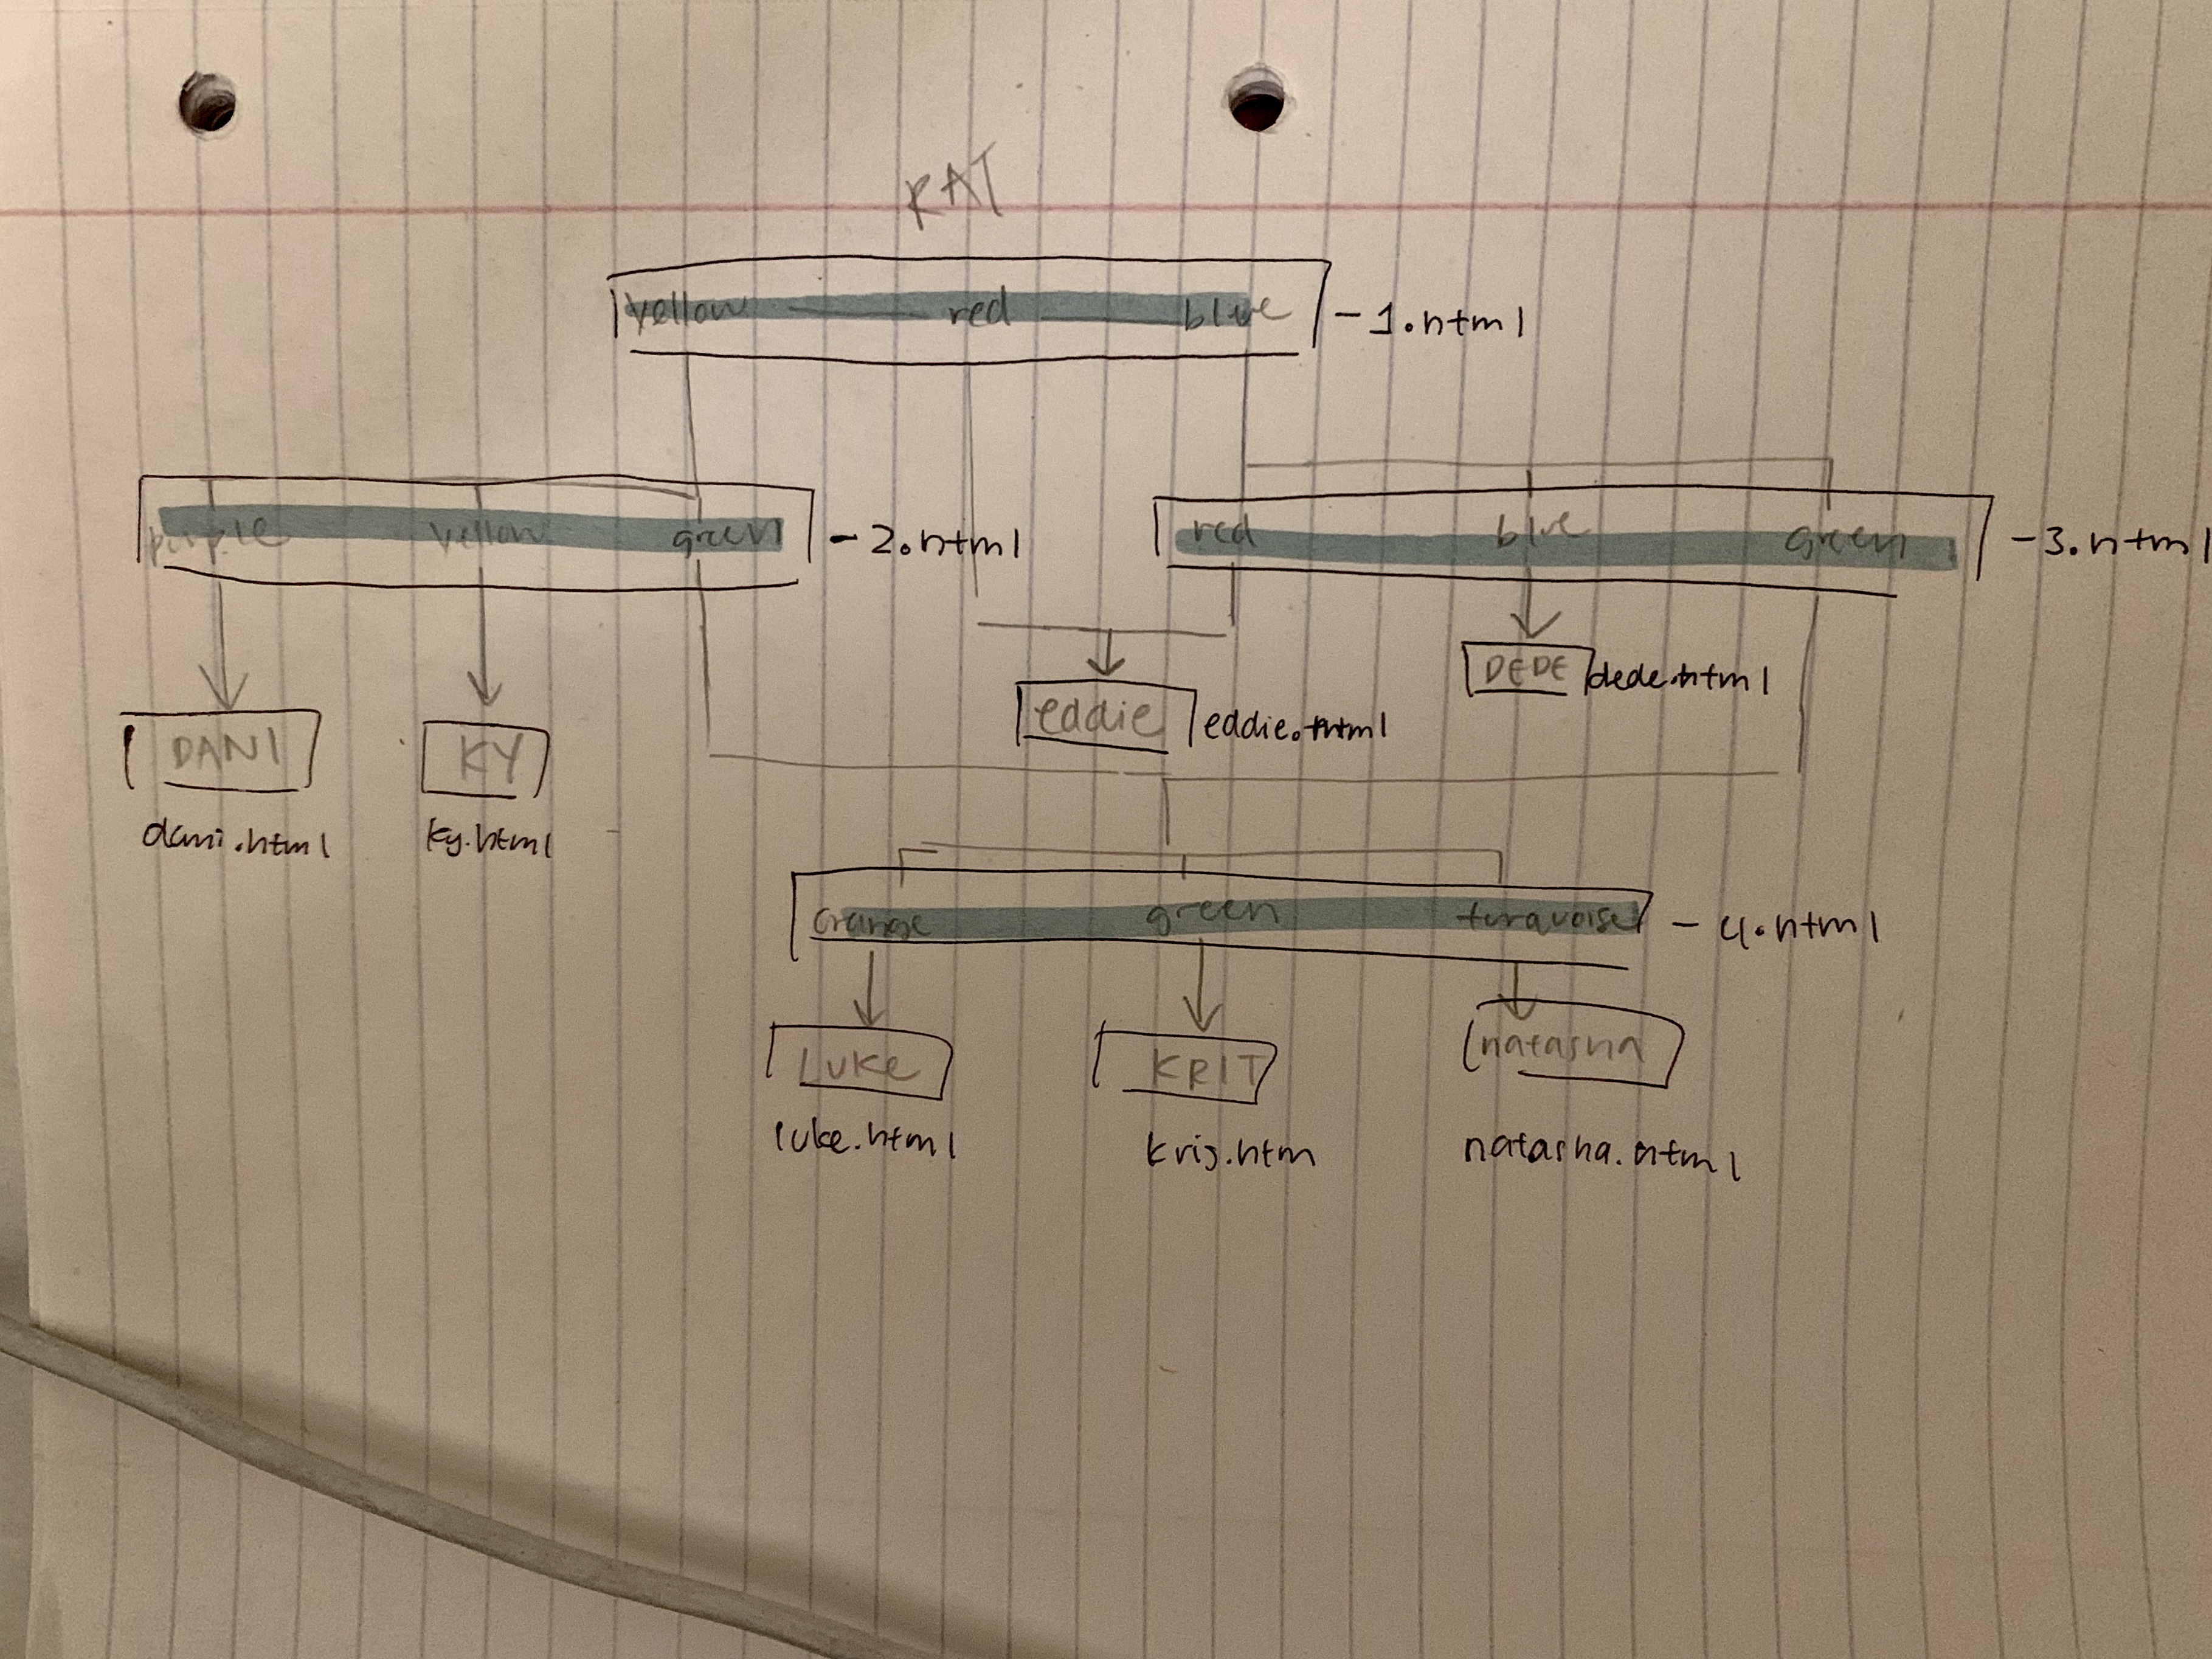 KAT
yellow red blue -1.html
purple yellow green -2.html
red blue green -3.html
DEDE dede.html
eddie eddie.html
DANI KY
dani.html ky.html
orange green turquoise -4.html
LUKE KRIT natasha
luke.html kris.htm natasha.html